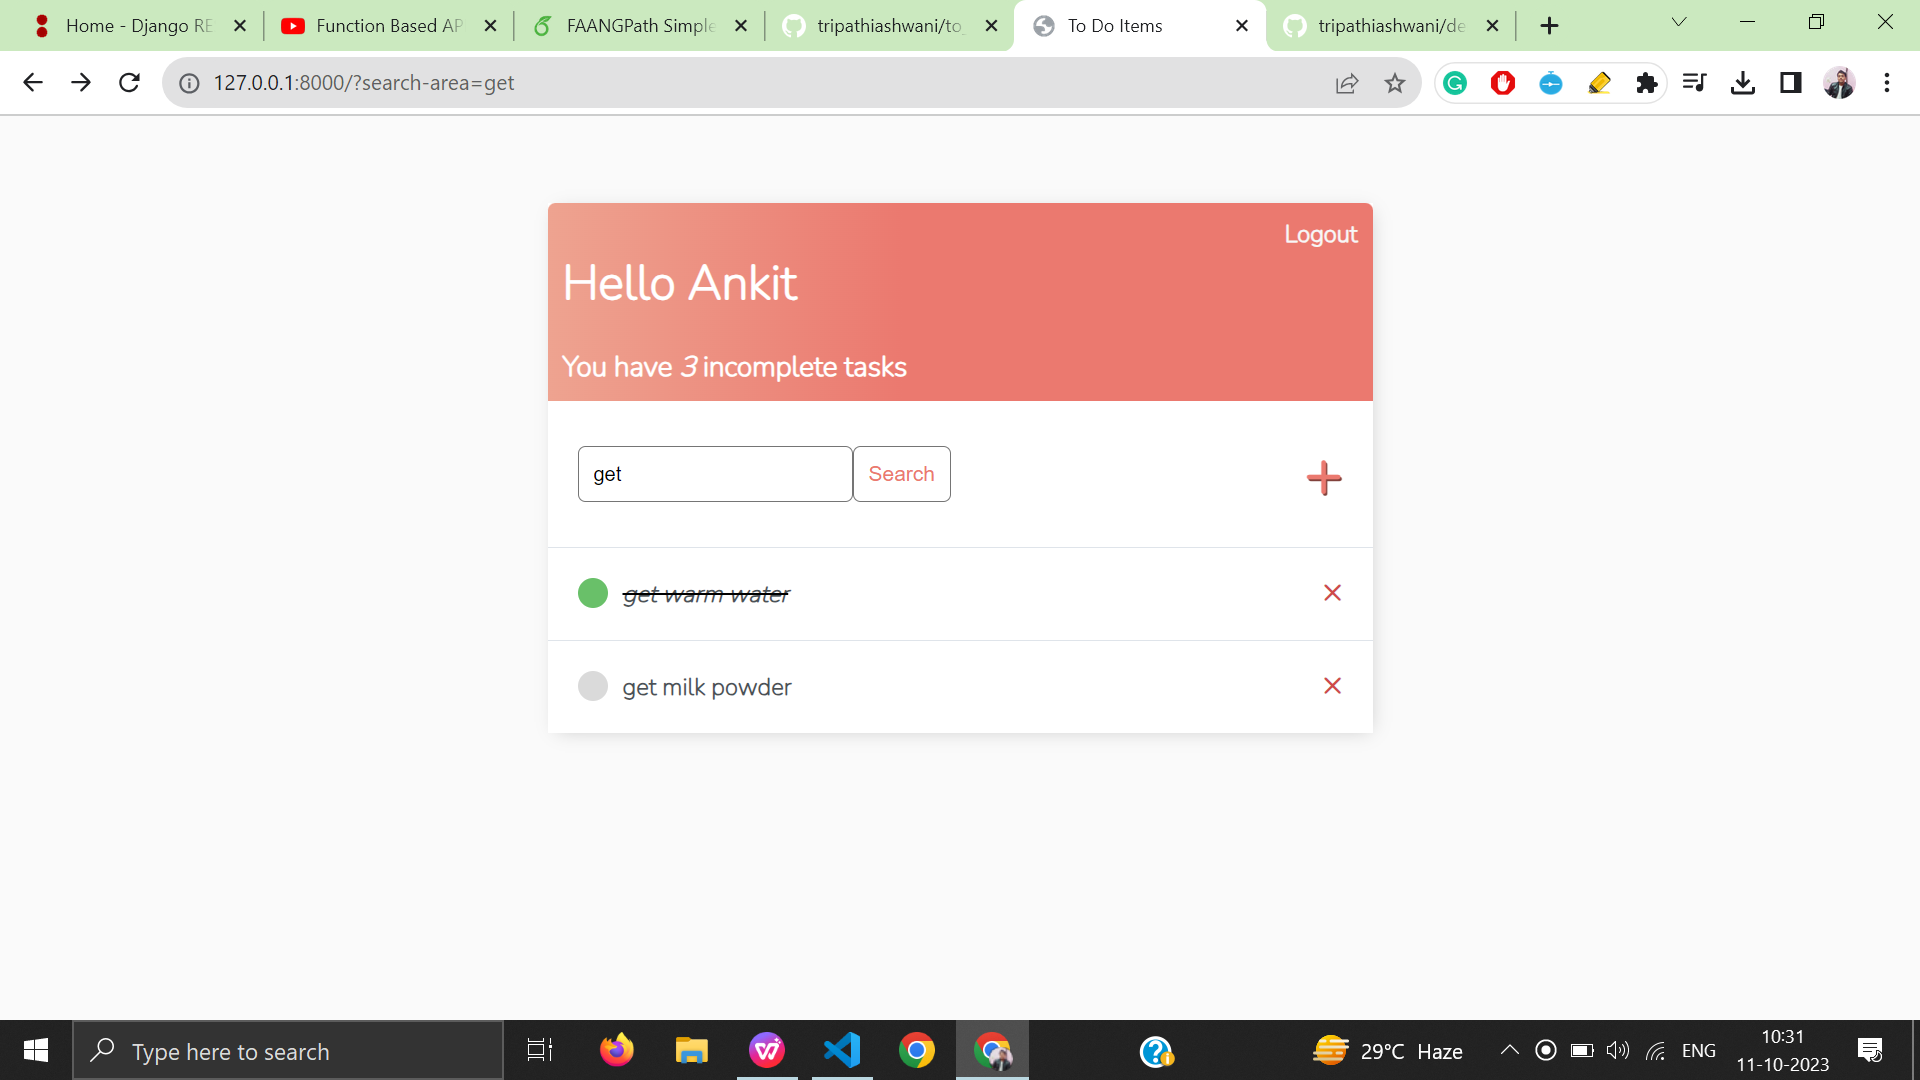 Home - Django RE
Function Based AP
FAANGPath Simple
tripathiashwani/to_
To Do Items
tripathiashwani/de
127.0.0.1:8000/?search-area=get
Logout
Hello Ankit
You have 3 incomplete tasks
get
Search
get warm water
get milk powder
Type here to search
29°C Haze
ENG
10:31
11-10-2023